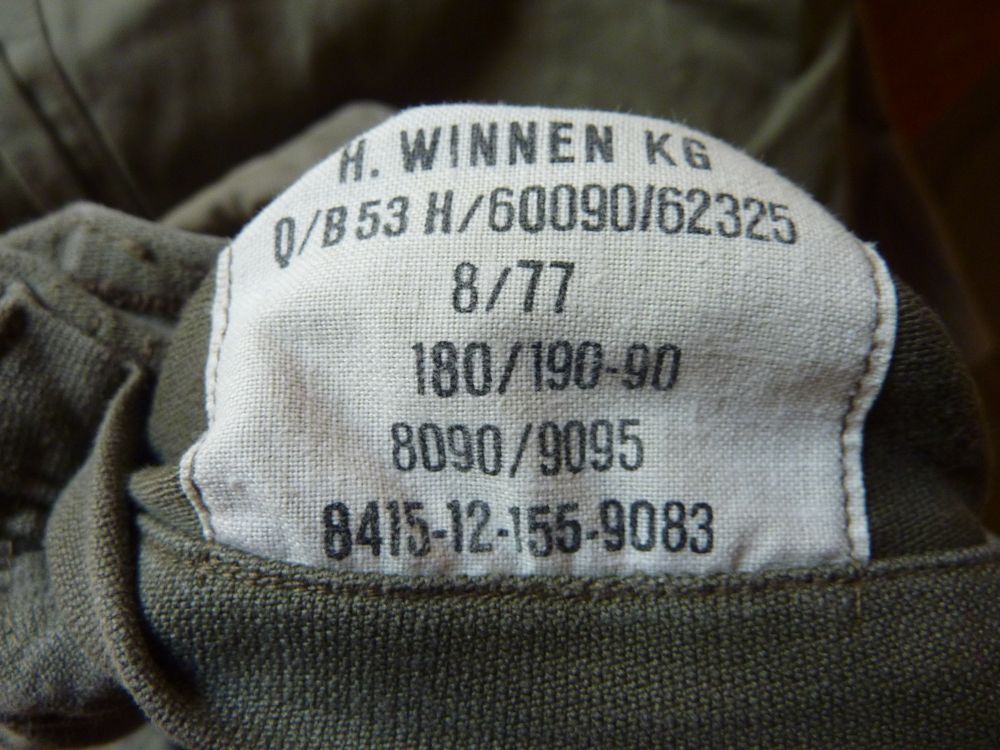 H. WINNEN KG
Q/B53 H/60090/62325
8/77
180/190-90
8090/9095
8415-12-155-9083